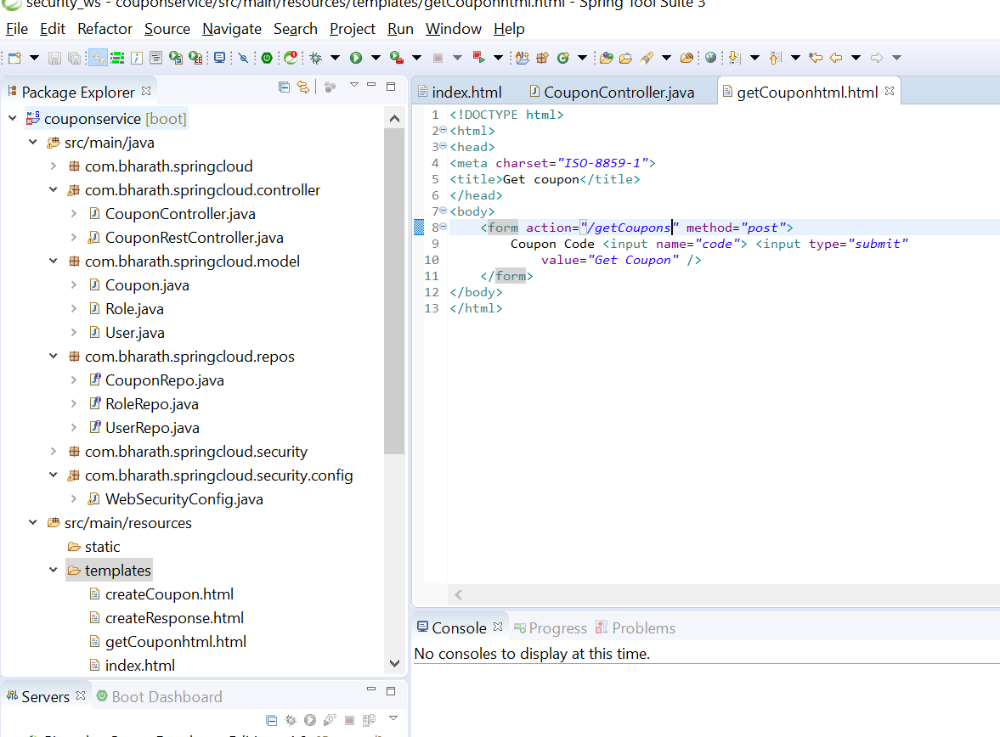 security_ws - couponservice/src/main/resources/templates/getCouponhtml.html - Spring Tool Suite 3
File Edit Refactor Source Navigate Search Project Run Window Help
Package Explorer
couponservice [boot]
src/main/java
com.bharath.springcloud
com.bharath.springcloud.controller
CouponController.java
CouponRestController.java
com.bharath.springcloud.model
Coupon.java
Role.java
User.java
com.bharath.springcloud.repos
CouponRepo.java
RoleRepo.java
UserRepo.java
com.bharath.springcloud.security
com.bharath.springcloud.security.config
WebSecurityConfig.java
src/main/resources
static
templates
createCoupon.html
createResponse.html
getCouponhtml.html
index.html
Servers Boot Dashboard
index.html CouponController.java getCouponhtml.html
1 <!DOCTYPE html>
2 <html>
3 <head>
4 <meta charset="ISO-8859-1">
5 <title>Get coupon</title>
6 </head>
7 <body>
8 <form action="/getCoupons" method="post">
9 Coupon Code <input name="code"> <input type="submit"
10 value="Get Coupon" />
11 </form>
12 </body>
13 </html>
Console Progress Problems
No consoles to display at this time.